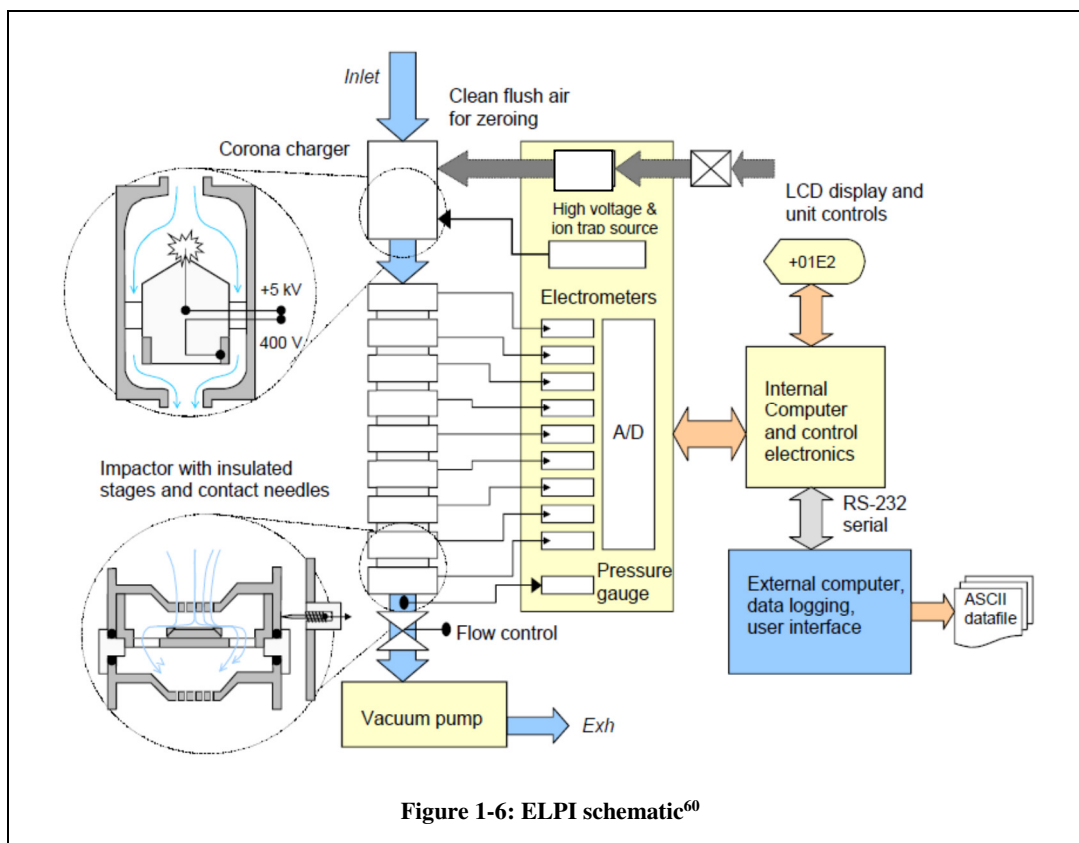 Inlet
Clean flush air
for zeroing
Corona charger
LCD display and
unit controls
High voltage &
ion trap source
+01E2
+5 kV
400 V
Electrometers
A/D
Internal
Computer
and control
electronics
Impactor with insulated
stages and contact needles
RS-232
serial
Pressure
gauge
External computer,
data logging,
user interface
ASCII
datafile
Flow control
Vacuum pump
Exh
Figure 1-6: ELPI schematic60